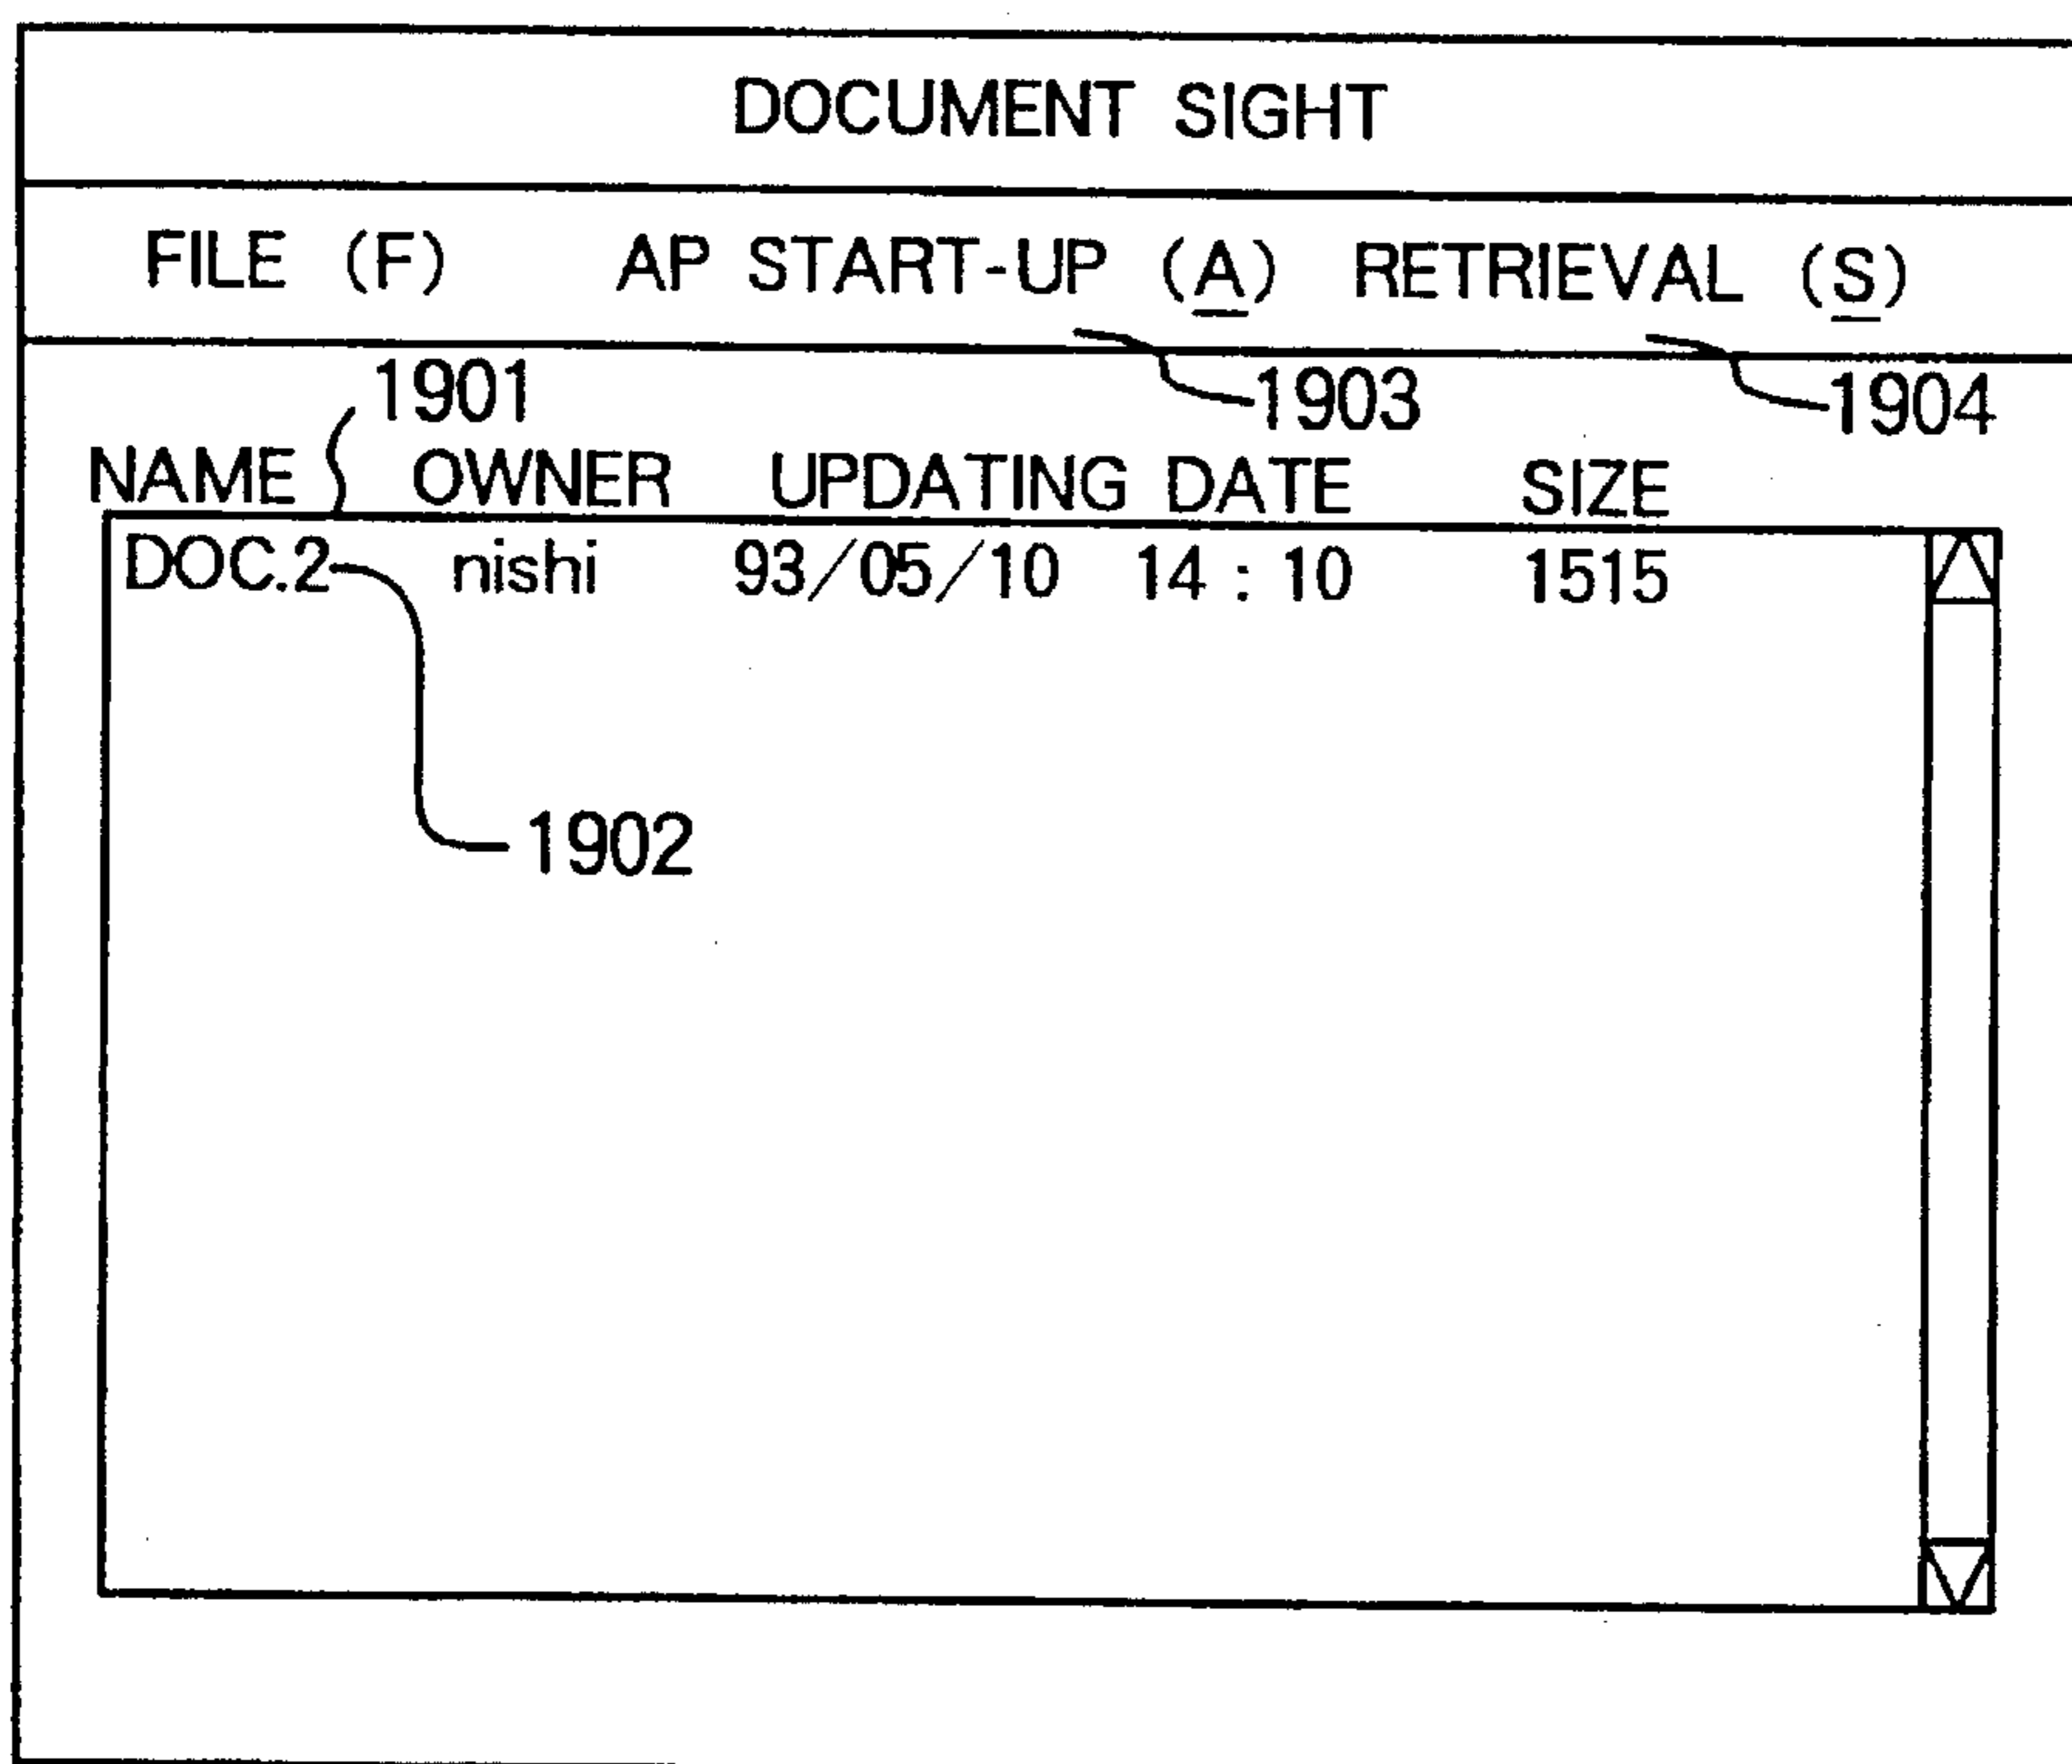 DOCUMENT SIGHT
FILE (F) AP START-UP (A) RETRIEVAL (S)
1901 1903 1904
NAME OWNER UPDATING DATE SIZE
DOC.2 nishi 93/05/10 14 : 10 1515
1902